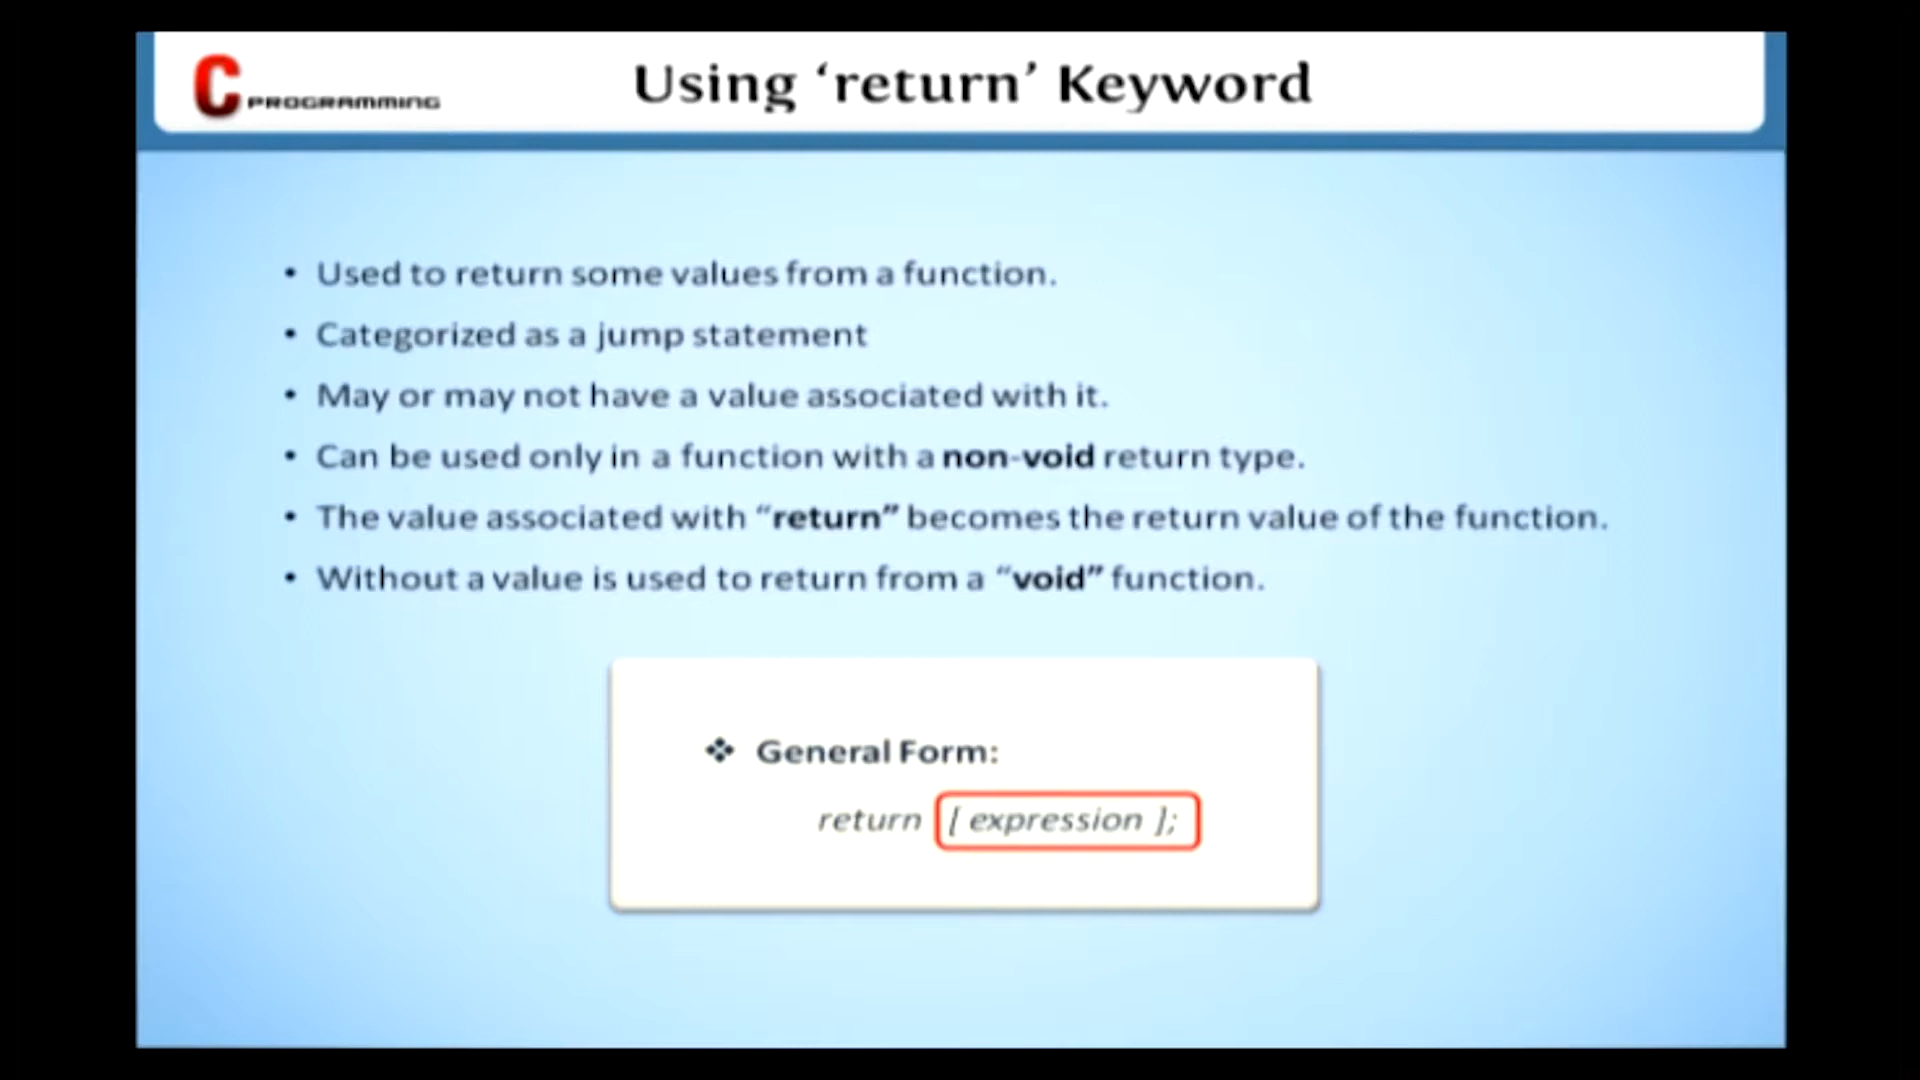 C PROGRAMMING
Using ‘return’ Keyword
• Used to return some values from a function.
• Categorized as a jump statement
• May or may not have a value associated with it.
• Can be used only in a function with a non-void return type.
• The value associated with “return” becomes the return value of the function.
• Without a value is used to return from a “void” function.
❖ General Form:
return [ expression ];